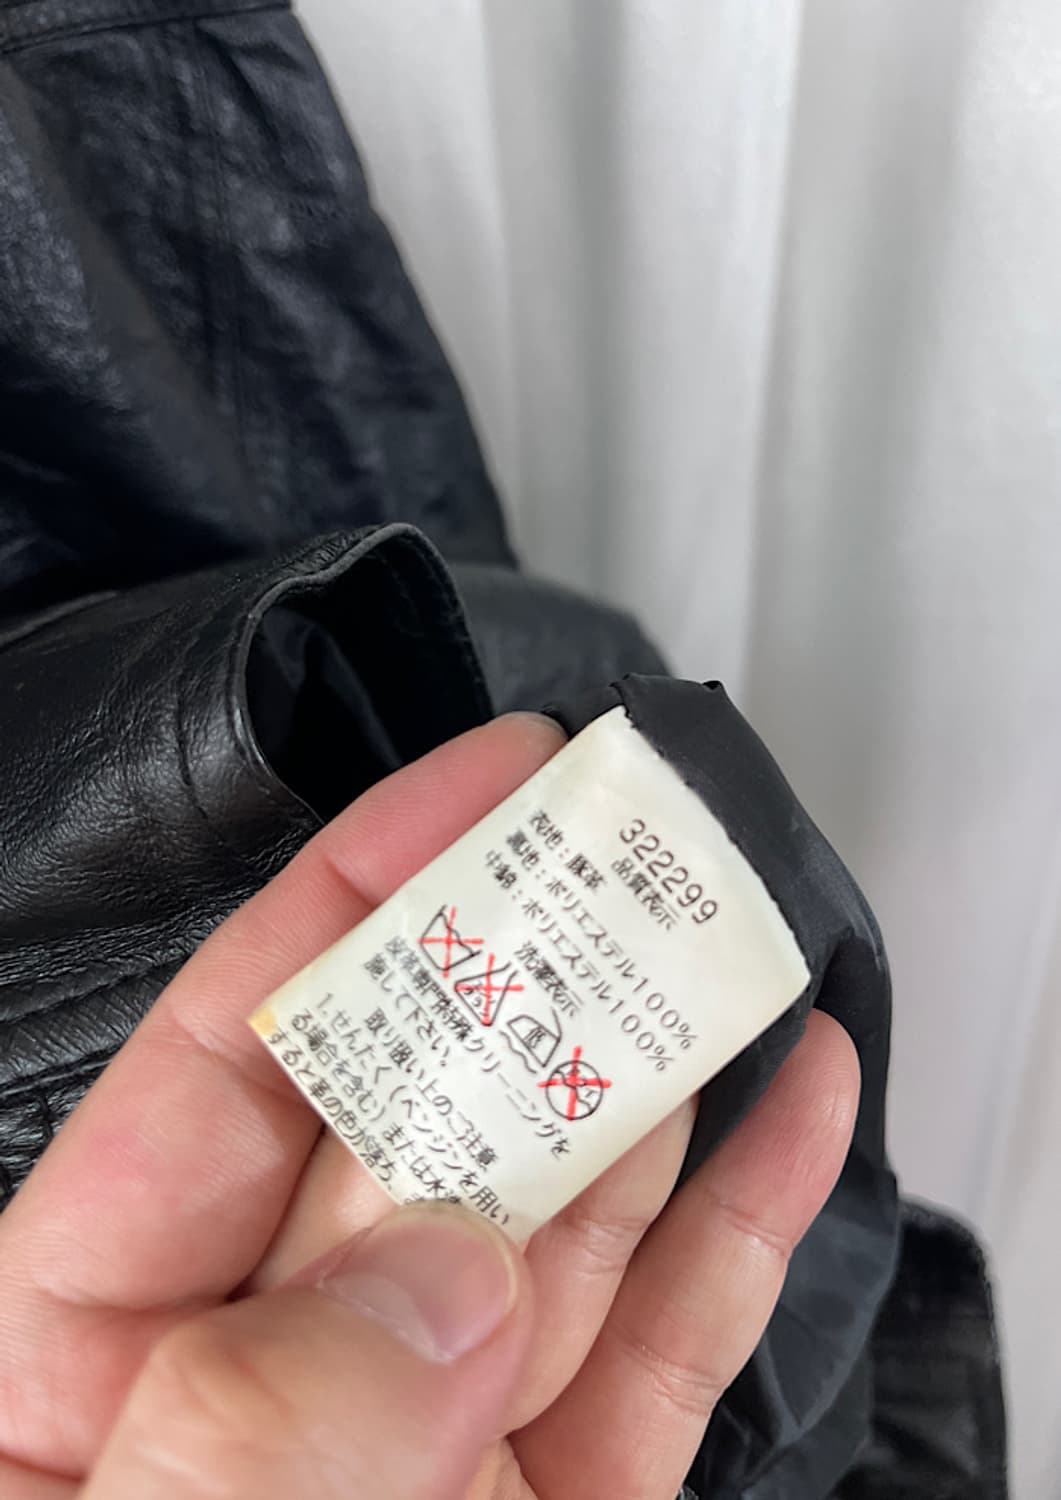 322299
品質表示
表地：豚革
裏地：ポリエステル100%
中綿：ポリエステル100%
洗濯表示
皮革専門特殊クリーニングを
施して下さい。
取り扱い上のご注意
1.せんたく(ベンジンを用い
る場合を含む)または水洗
すると革の色が落ち、